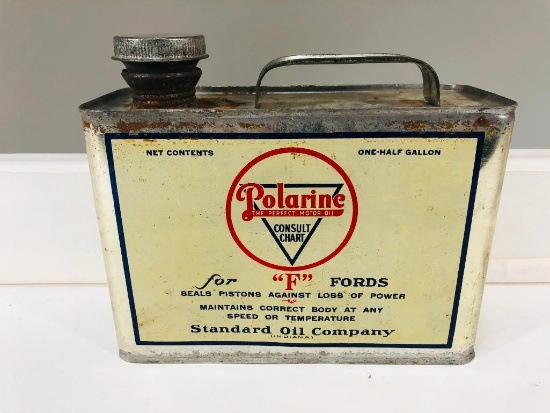 NET CONTENTS ONE-HALF GALLON
Polarine
THE PERFECT MOTOR OIL
CONSULT
CHART
for "F" FORDS
SEALS PISTONS AGAINST LOSS OF POWER
MAINTAINS CORRECT BODY AT ANY
SPEED OR TEMPERATURE
Standard Oil Company
(INDIANA)